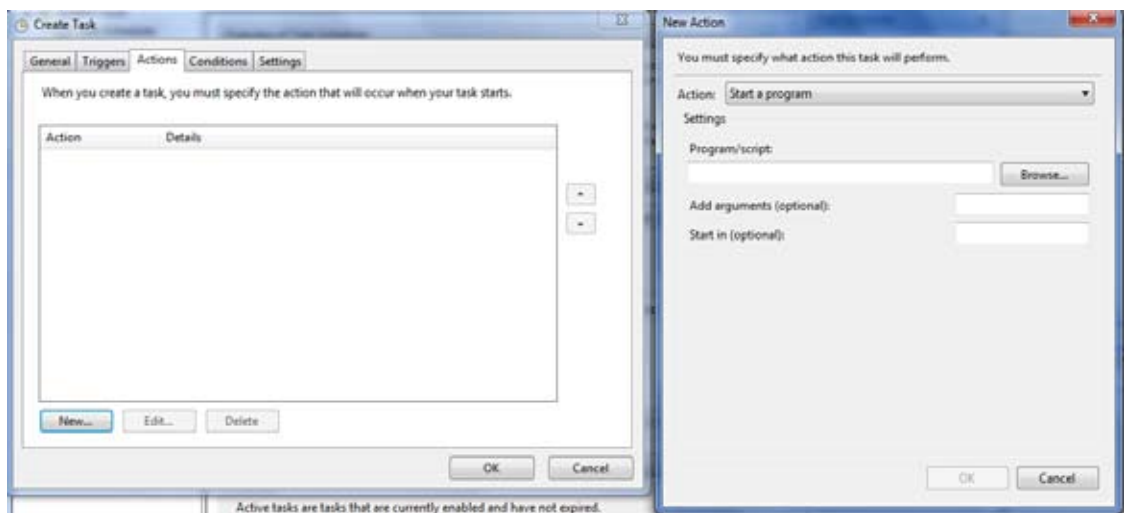 Create Task
General Triggers Actions Conditions Settings
When you create a task, you must specify the action that will occur when your task starts.
Action Details
New... Edit... Delete
OK Cancel
Active tasks are tasks that are currently enabled and have not expired.
New Action
You must specify what action this task will perform.
Action: Start a program
Settings
Program/script:
Browse...
Add arguments (optional):
Start in (optional):
OK Cancel